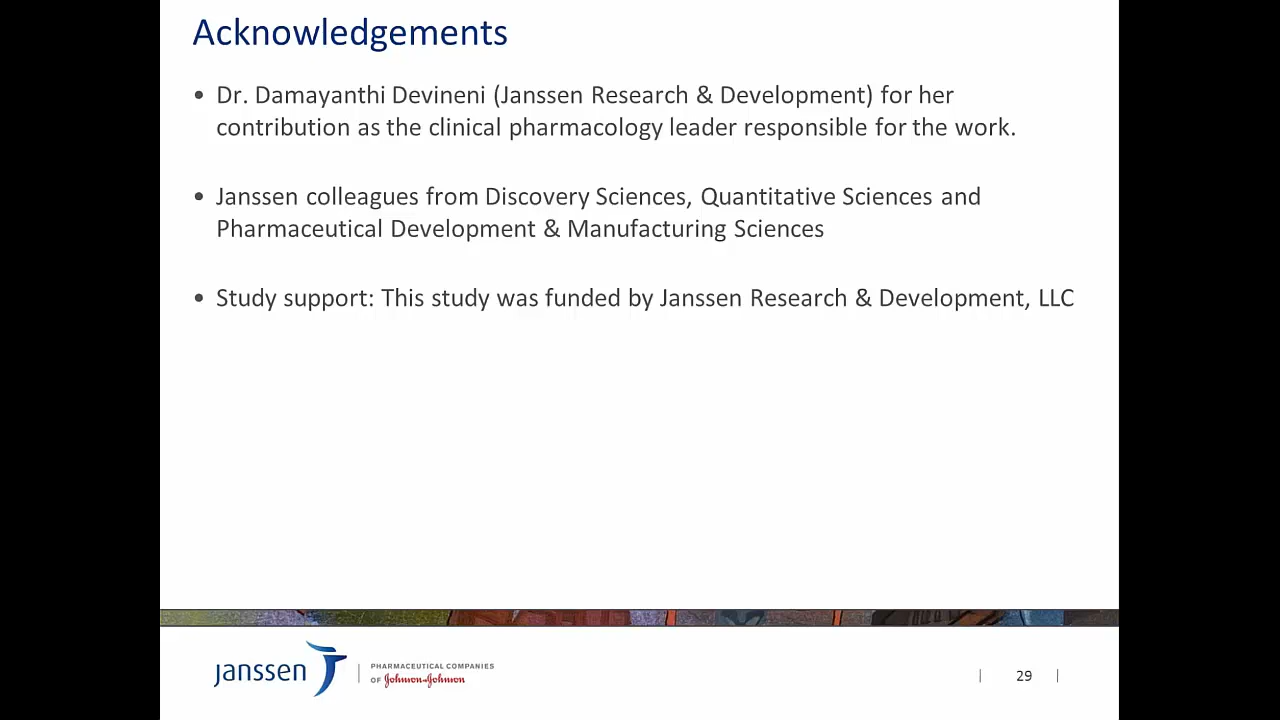 Acknowledgements
• Dr. Damayanthi Devineni (Janssen Research & Development) for her
contribution as the clinical pharmacology leader responsible for the work.
• Janssen colleagues from Discovery Sciences, Quantitative Sciences and
Pharmaceutical Development & Manufacturing Sciences
• Study support: This study was funded by Janssen Research & Development, LLC
janssen
PHARMACEUTICAL COMPANIES
OF Johnson & Johnson
| 29 |